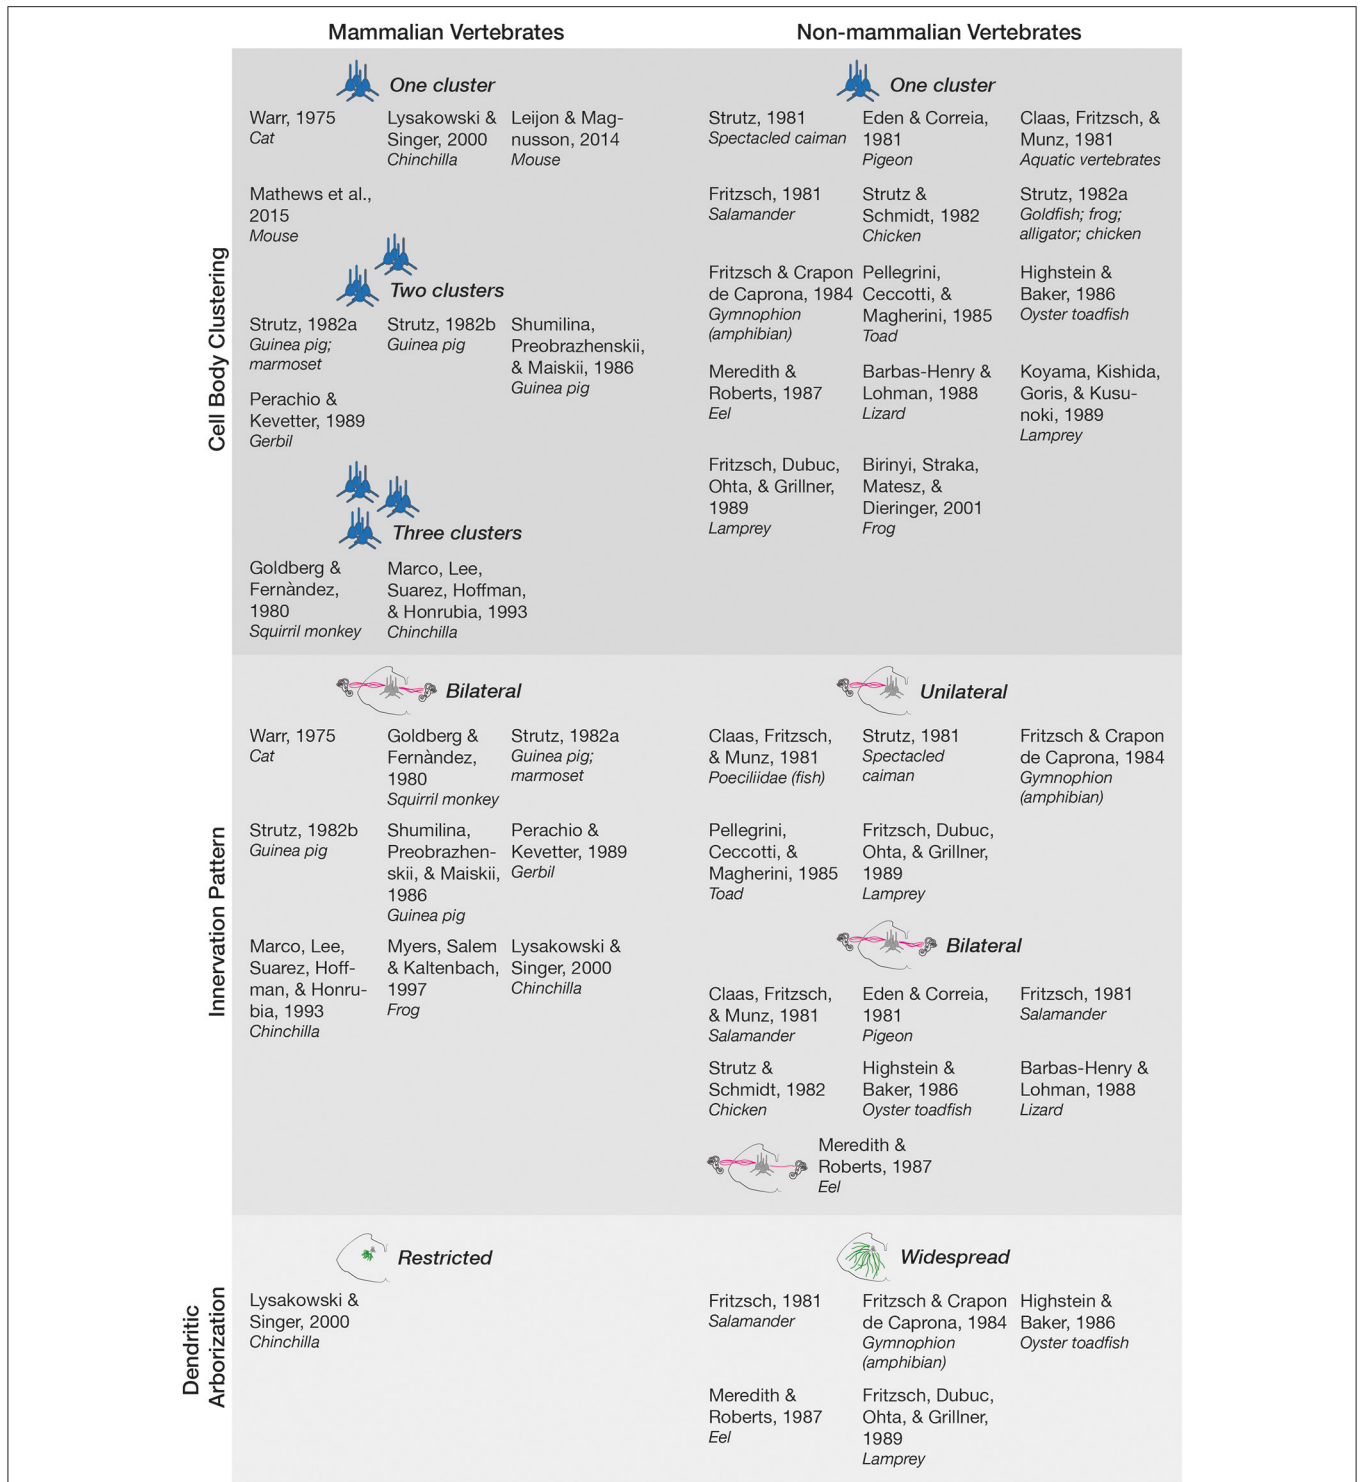 Mammalian Vertebrates
Non-mammalian Vertebrates
Cell Body Clustering
One cluster
Warr, 1975
Cat
Lysakowski &
Singer, 2000
Chinchilla
Leijon & Mag-
nusson, 2014
Mouse
Mathews et al.,
2015
Mouse
Two clusters
Strutz, 1982a
Guinea pig;
marmoset
Strutz, 1982b
Guinea pig
Shumilina,
Preobrazhenskii,
& Maiskii, 1986
Guinea pig
Perachio &
Kevetter, 1989
Gerbil
Three clusters
Goldberg &
Fernàndez,
1980
Squirril monkey
Marco, Lee,
Suarez, Hoffman,
& Honrubia, 1993
Chinchilla
One cluster
Strutz, 1981
Spectacled caiman
Eden & Correia,
1981
Pigeon
Claas, Fritzsch, &
Munz, 1981
Aquatic vertebrates
Fritzsch, 1981
Salamander
Strutz &
Schmidt, 1982
Chicken
Strutz, 1982a
Goldfish; frog;
alligator; chicken
Fritzsch & Crapon
de Caprona, 1984
Gymnophion
(amphibian)
Pellegrini,
Ceccotti, &
Magherini, 1985
Toad
Highstein &
Baker, 1986
Oyster toadfish
Meredith &
Roberts, 1987
Eel
Barbas-Henry &
Lohman, 1988
Lizard
Koyama, Kishida,
Goris, & Kusu-
noki, 1989
Lamprey
Fritzsch, Dubuc,
Ohta, & Grillner,
1989
Lamprey
Birinyi, Straka,
Matesz, &
Dieringer, 2001
Frog
Innervation Pattern
Bilateral
Warr, 1975
Cat
Goldberg &
Fernàndez,
1980
Squirril monkey
Strutz, 1982a
Guinea pig;
marmoset
Strutz, 1982b
Guinea pig
Shumilina,
Preobrazhen-
skii, & Maiskii,
1986
Guinea pig
Perachio &
Kevetter, 1989
Gerbil
Marco, Lee,
Suarez, Hoff-
man, & Honru-
bia, 1993
Chinchilla
Myers, Salem
& Kaltenbach,
1997
Frog
Lysakowski &
Singer, 2000
Chinchilla
Unilateral
Claas, Fritzsch,
& Munz, 1981
Poeciliidae (fish)
Strutz, 1981
Spectacled
caiman
Fritzsch & Crapon
de Caprona, 1984
Gymnophion
(amphibian)
Pellegrini,
Ceccotti, &
Magherini, 1985
Toad
Fritzsch, Dubuc,
Ohta, & Grillner,
1989
Lamprey
Bilateral
Claas, Fritzsch,
& Munz, 1981
Salamander
Eden & Correia,
1981
Pigeon
Fritzsch, 1981
Salamander
Strutz &
Schmidt, 1982
Chicken
Highstein &
Baker, 1986
Oyster toadfish
Barbas-Henry &
Lohman, 1988
Lizard
Meredith &
Roberts, 1987
Eel
Dendritic
Arborization
Restricted
Lysakowski &
Singer, 2000
Chinchilla
Widespread
Fritzsch, 1981
Salamander
Fritzsch & Crapon
de Caprona, 1984
Gymnophion
(amphibian)
Highstein &
Baker, 1986
Oyster toadfish
Meredith &
Roberts, 1987
Eel
Fritzsch, Dubuc,
Ohta, & Grillner,
1989
Lamprey